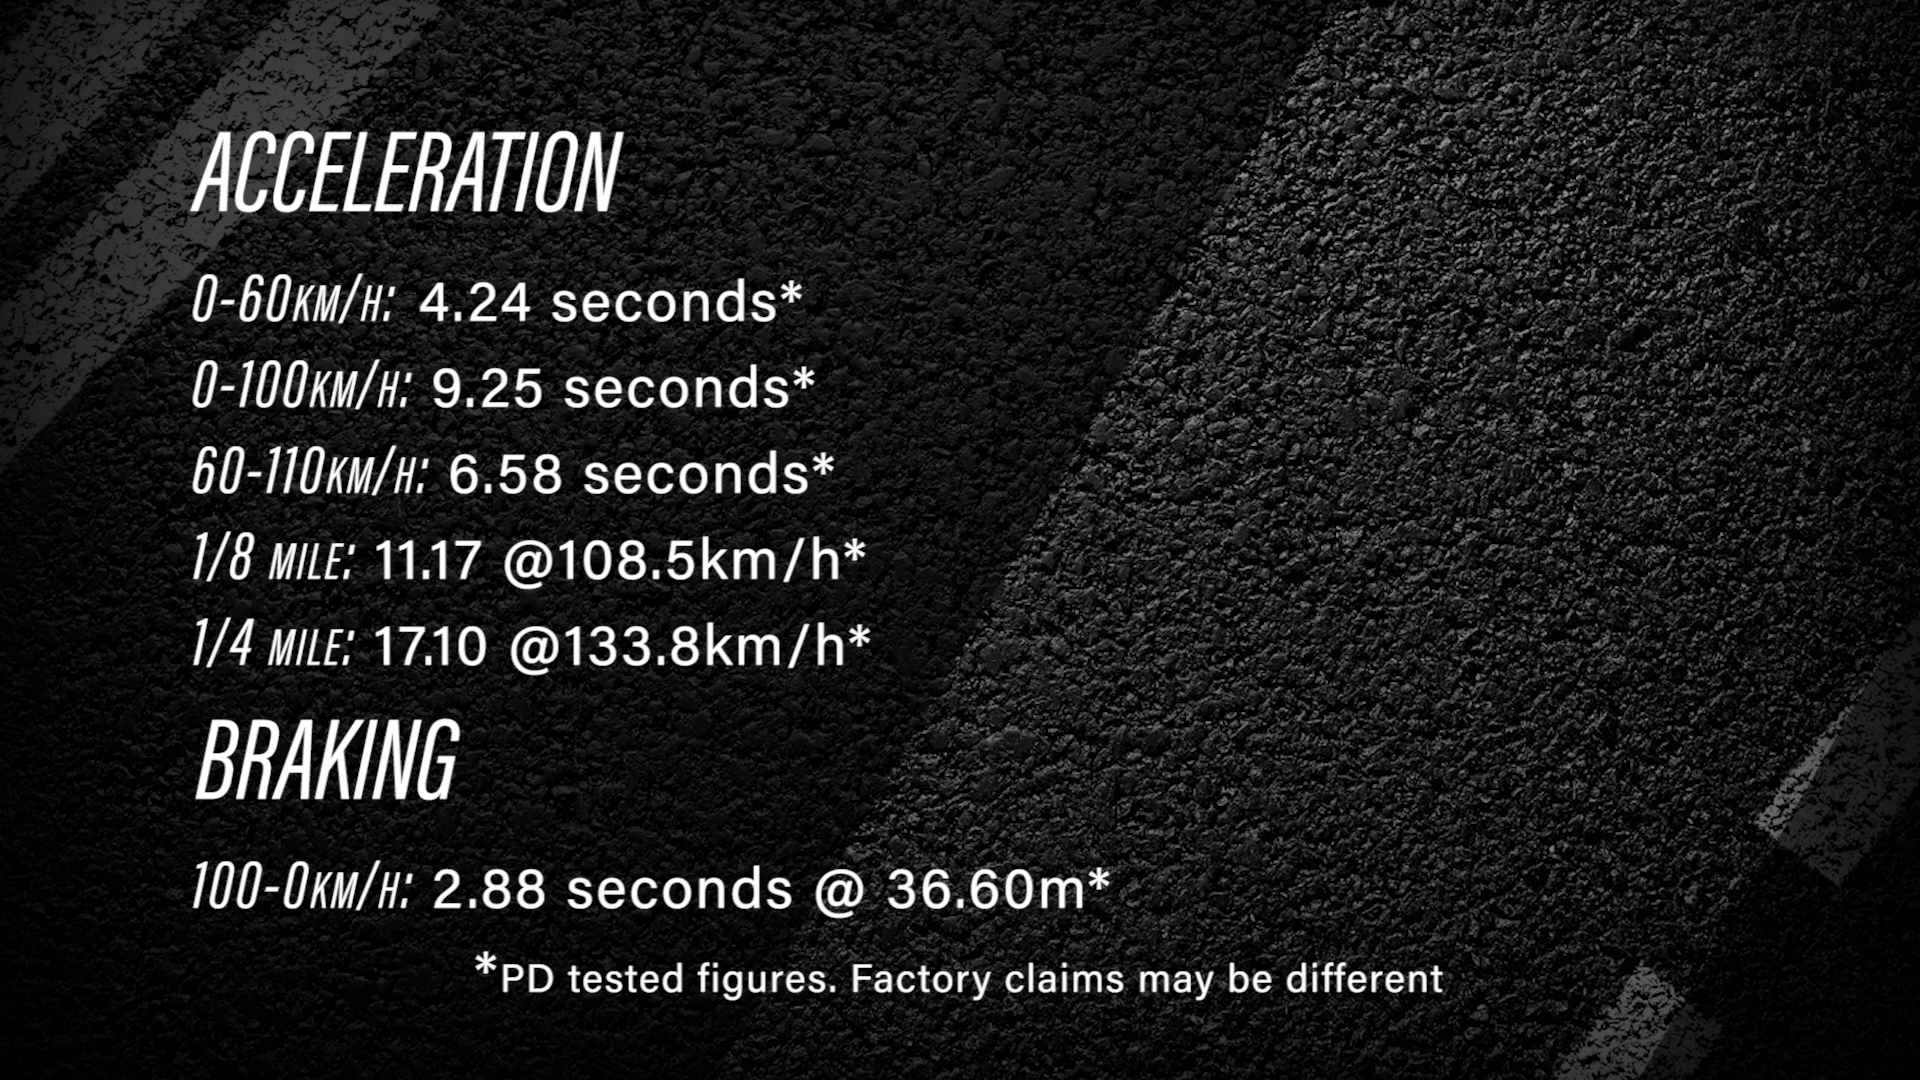 ACCELERATION
0-60KM/H: 4.24 seconds*
0-100KM/H: 9.25 seconds*
60-110KM/H: 6.58 seconds*
1/8 MILE: 11.17 @108.5km/h*
1/4 MILE: 17.10 @133.8km/h*
BRAKING
100-0KM/H: 2.88 seconds @ 36.60m*
*PD tested figures. Factory claims may be different